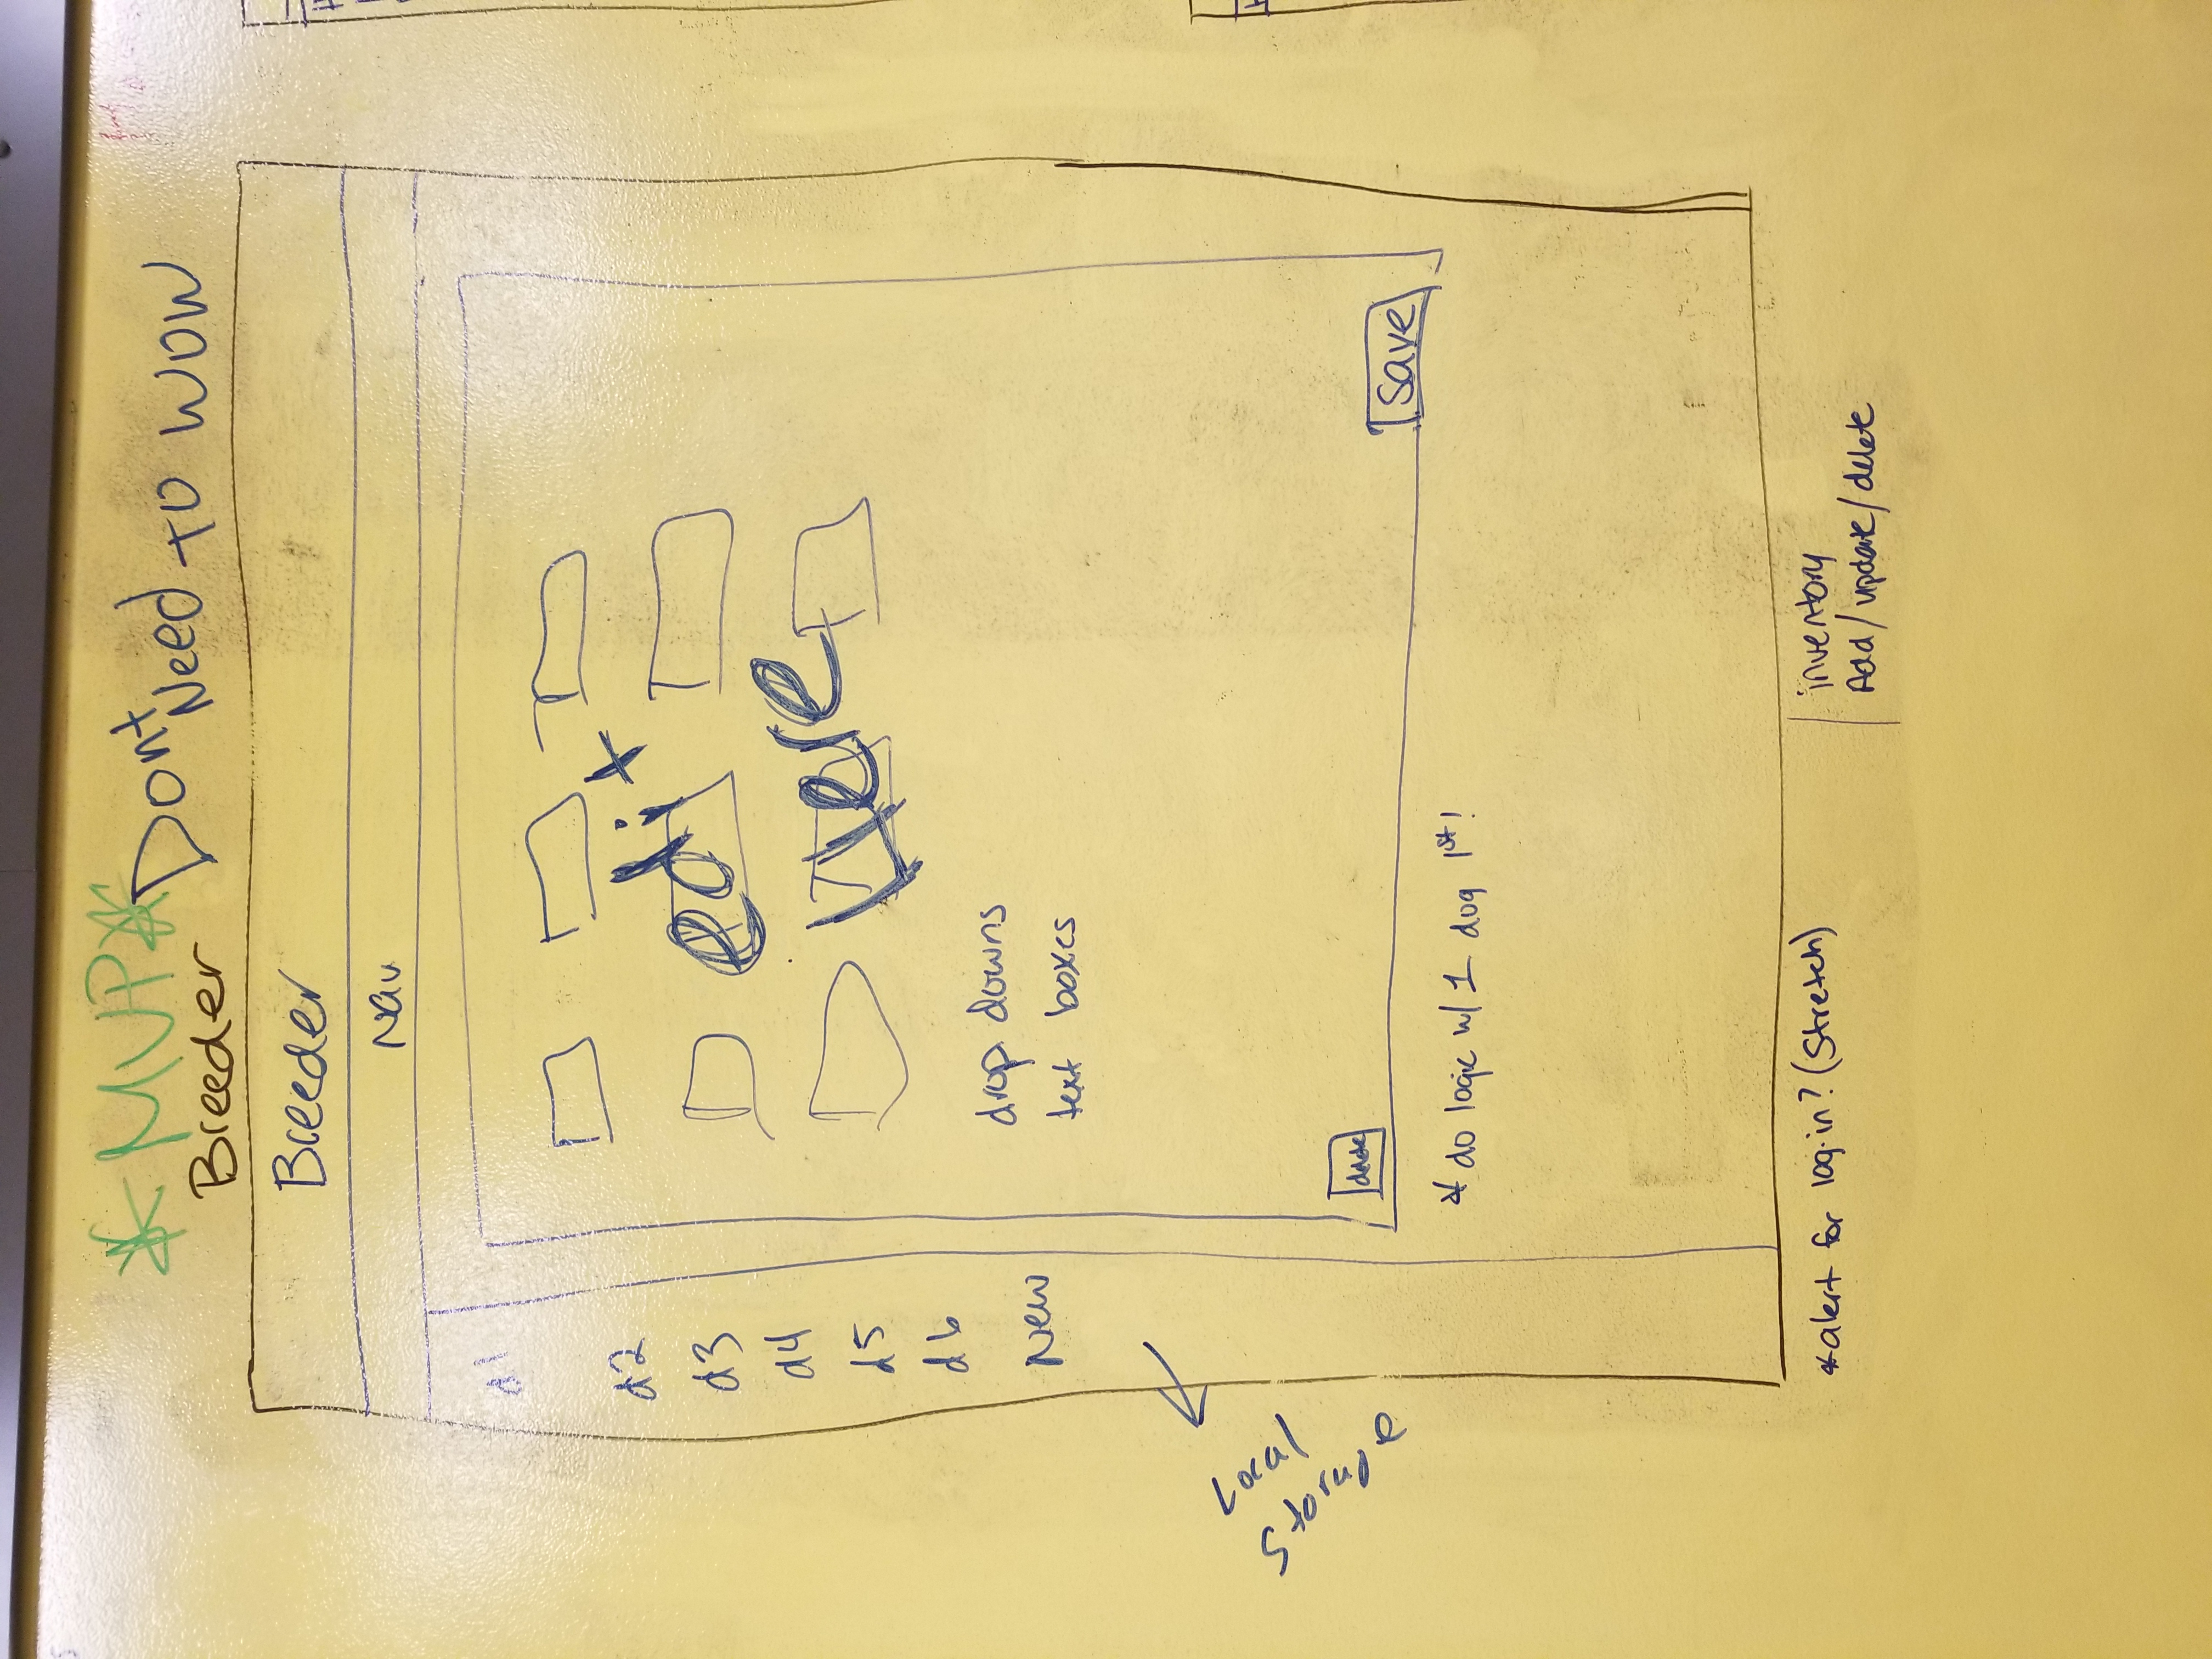 * MVP *
Dont Need to WOW
Breeder
Breeder
Nav
d1
d2
d3
d4
d5
d6
New
edit
Here
drop downs
text boxes
Local
Storage
delete
Save
* do logic w/ 1 dog 1st!
*alert for log-in? (Stretch)
inventory
Add/update/delete